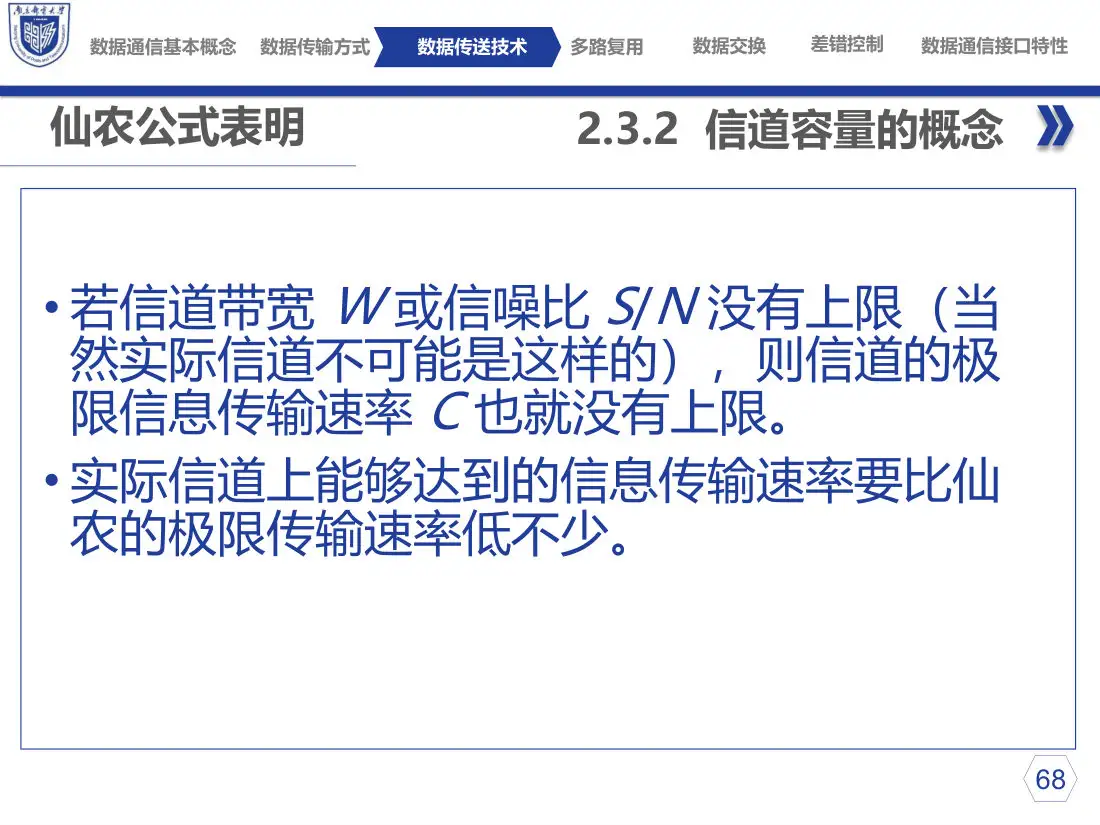 南京邮电大学
数据通信基本概念 数据传输方式 数据传送技术 多路复用 数据交换 差错控制 数据通信接口特性
仙农公式表明
2.3.2 信道容量的概念
•若信道带宽 W 或信噪比 S/N 没有上限（当
然实际信道不可能是这样的），则信道的极
限信息传输速率 C 也就没有上限。
•实际信道上能够达到的信息传输速率要比仙
农的极限传输速率低不少。
68